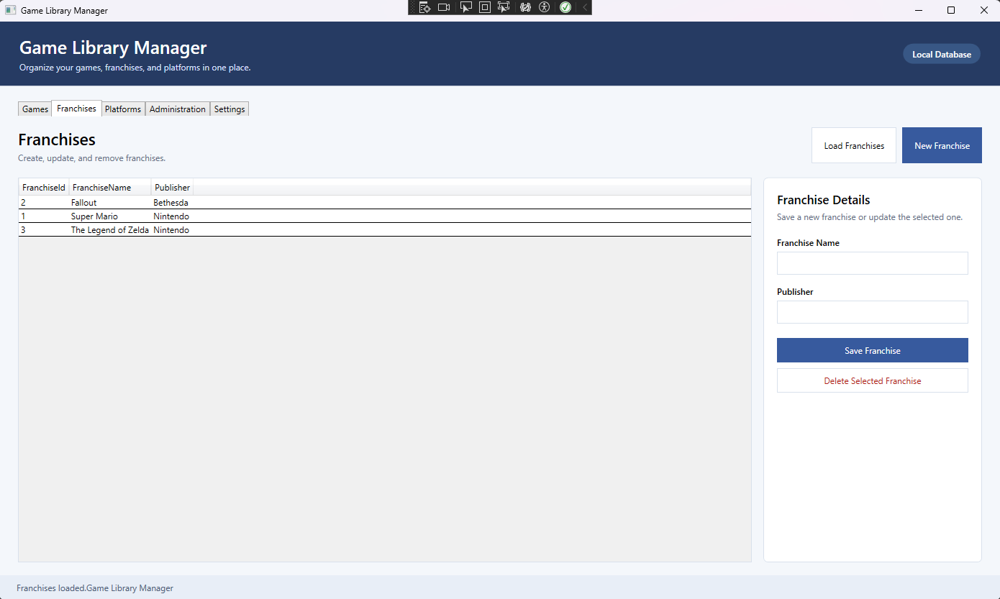 Game Library Manager
Game Library Manager
Organize your games, franchises, and platforms in one place.
Local Database
Games Franchises Platforms Administration Settings
Franchises
Create, update, and remove franchises.
Load Franchises
New Franchise
FranchiseId FranchiseName Publisher
2 Fallout Bethesda
1 Super Mario Nintendo
3 The Legend of Zelda Nintendo
Franchise Details
Save a new franchise or update the selected one.
Franchise Name
Publisher
Save Franchise
Delete Selected Franchise
Franchises loaded.Game Library Manager